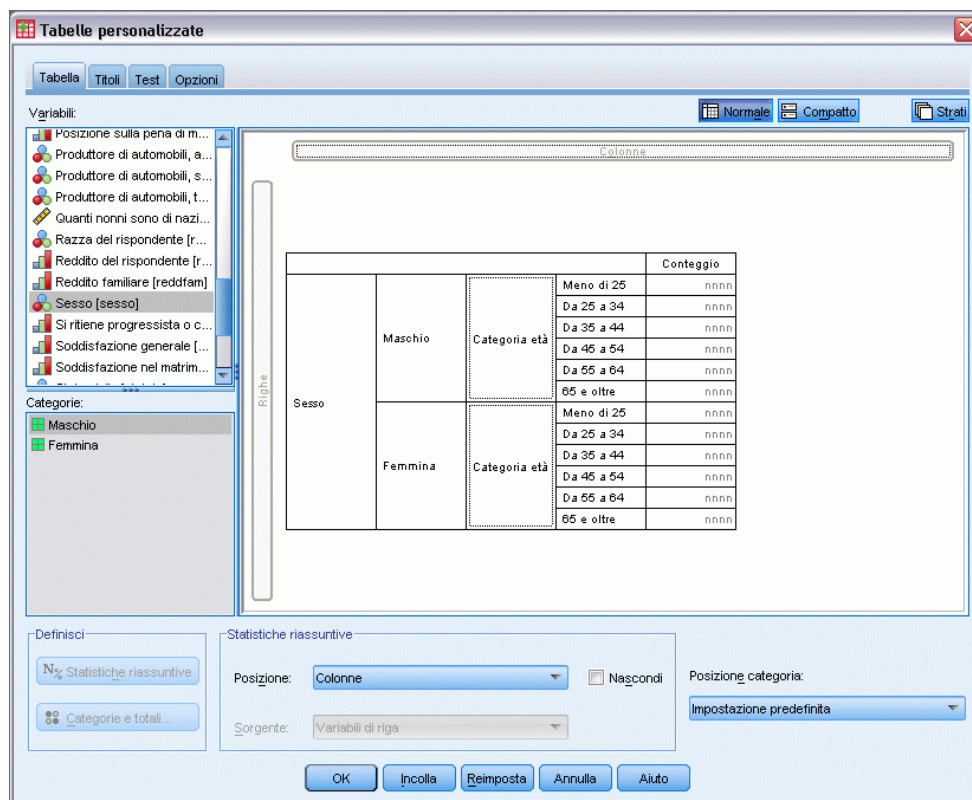 Tabelle personalizzate
Tabella Titoli Test Opzioni
Variabili:
Normale Compatto Strati
Posizione sulla pena di m...
Produttore di automobili, a...
Produttore di automobili, s...
Produttore di automobili, t...
Quanti nonni sono di nazi...
Razza del rispondente [r...
Reddito del rispondente [r...
Reddito familiare [reddfam]
Sesso [sesso]
Si ritiene progressista o c...
Soddisfazione generale [...
Soddisfazione nel matrim...
Categorie:
Maschio
Femmina
Colonne
Righe
Conteggio
Sesso
Maschio
Categoria età
Meno di 25 nnnn
Da 25 a 34 nnnn
Da 35 a 44 nnnn
Da 45 a 54 nnnn
Da 55 a 64 nnnn
65 e oltre nnnn
Femmina
Categoria età
Meno di 25 nnnn
Da 25 a 34 nnnn
Da 35 a 44 nnnn
Da 45 a 54 nnnn
Da 55 a 64 nnnn
65 e oltre nnnn
Definisci
N% Statistiche riassuntive
Categorie e totali...
Statistiche riassuntive
Posizione: Colonne
Nascondi
Sorgente: Variabili di riga
Posizione categoria:
Impostazione predefinita
OK Incolla Reimposta Annulla Aiuto